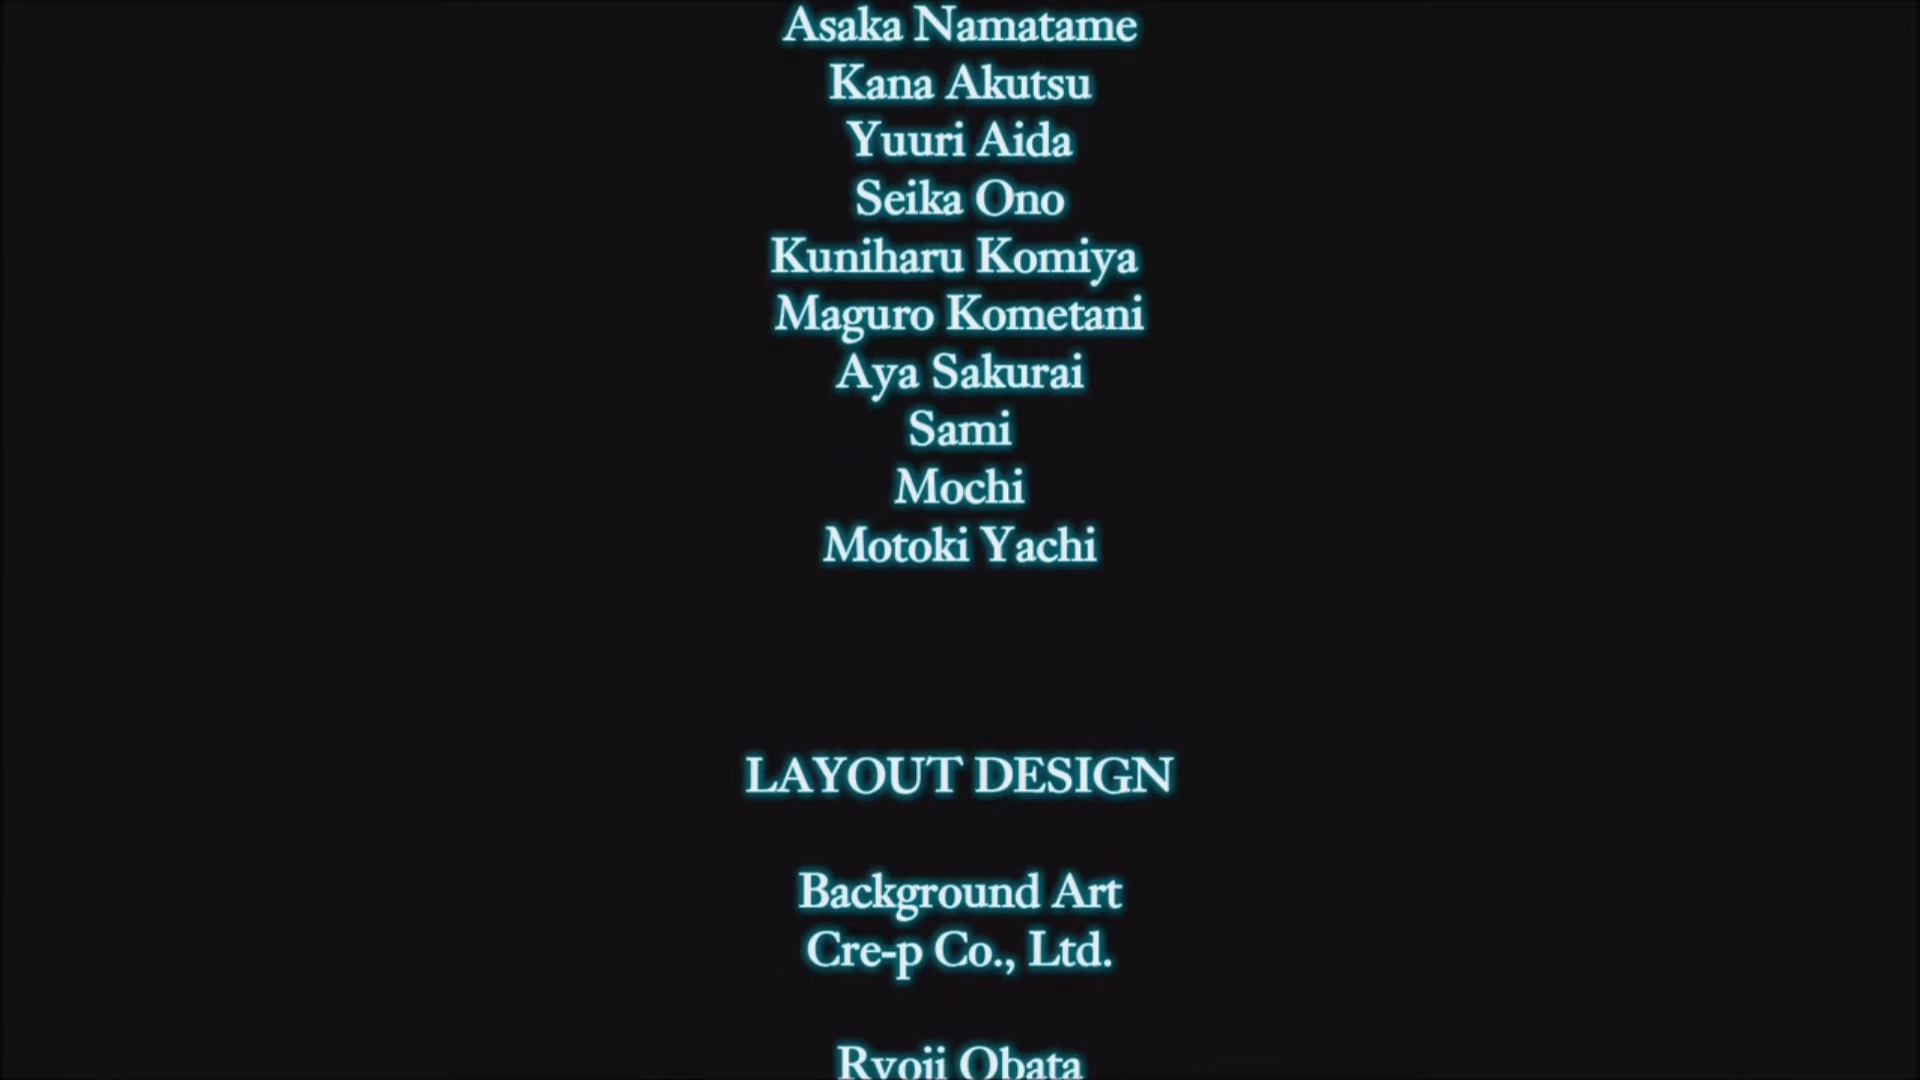 Asaka Namatame
Kana Akutsu
Yuuri Aida
Seika Ono
Kuniharu Komiya
Maguro Kometani
Aya Sakurai
Sami
Mochi
Motoki Yachi
LAYOUT DESIGN
Background Art
Cre-p Co., Ltd.
Ryoji Obata